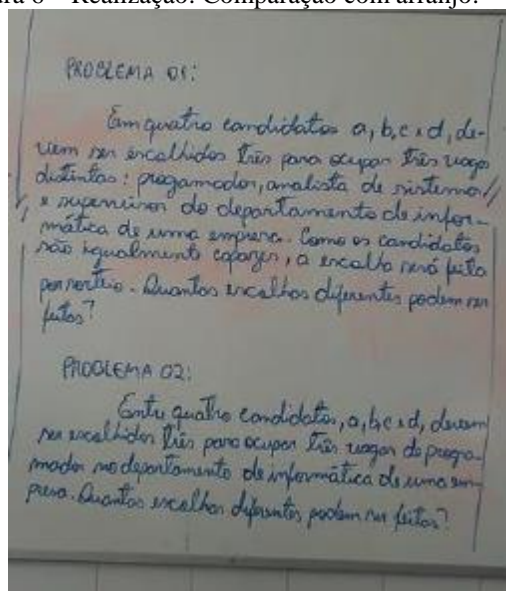 ra 8 – Realização: Comparação com arranjo.
PROBLEMA 01:
Em quatro candidatos a, b, c e d, de-
vem ser escolhidos três para ocupar três vagas
distintas: progamador, analista de sistemas
e supervisor do departamento de infor-
mática de uma empresa. Como os candidatos
são igualmente capazes, a escolha será feita
por sorteio. Quantas escolhas diferentes podem ser
feitas?
PROBLEMA 02:
Entre quatro candidatos, a, b, c e d, devem
ser escolhidos três para ocupar três vagas de progra-
mador no departamento de informática de uma em-
presa. Quantas escolhas diferentes podem ser feitas?